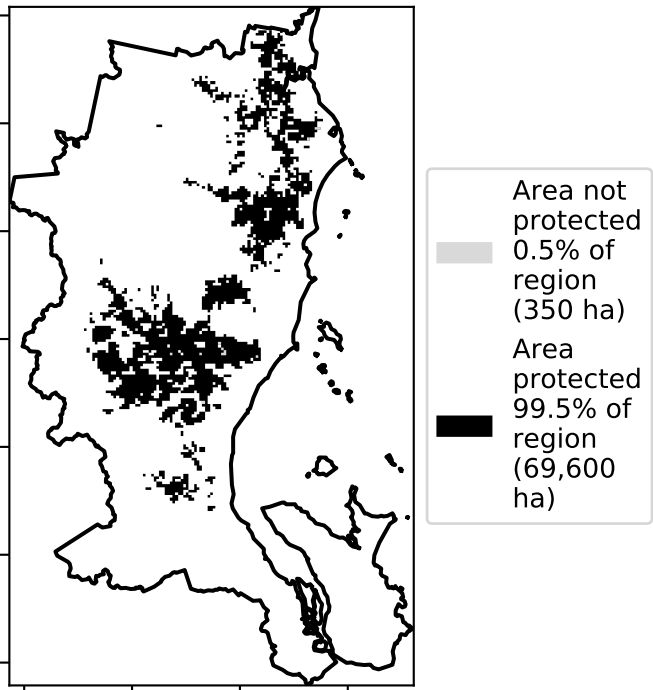 Area not
protected
0.5% of
region
(350 ha)
Area
protected
99.5% of
region
(69,600
ha)